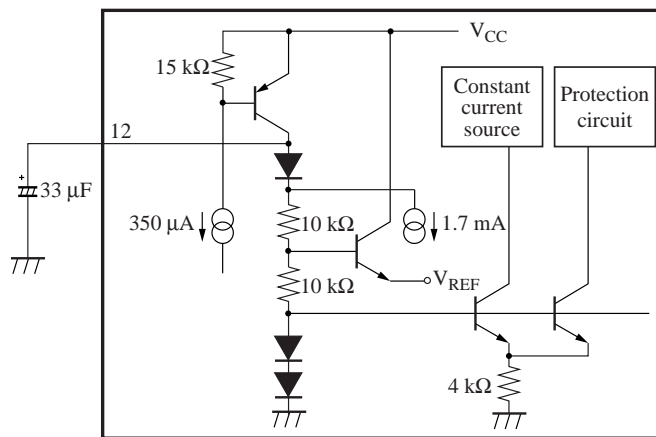 V_CC
15 kΩ
Constant
current
source
Protection
circuit
12
+
33 µF
350 µA
10 kΩ
1.7 mA
10 kΩ
V_REF
4 kΩ